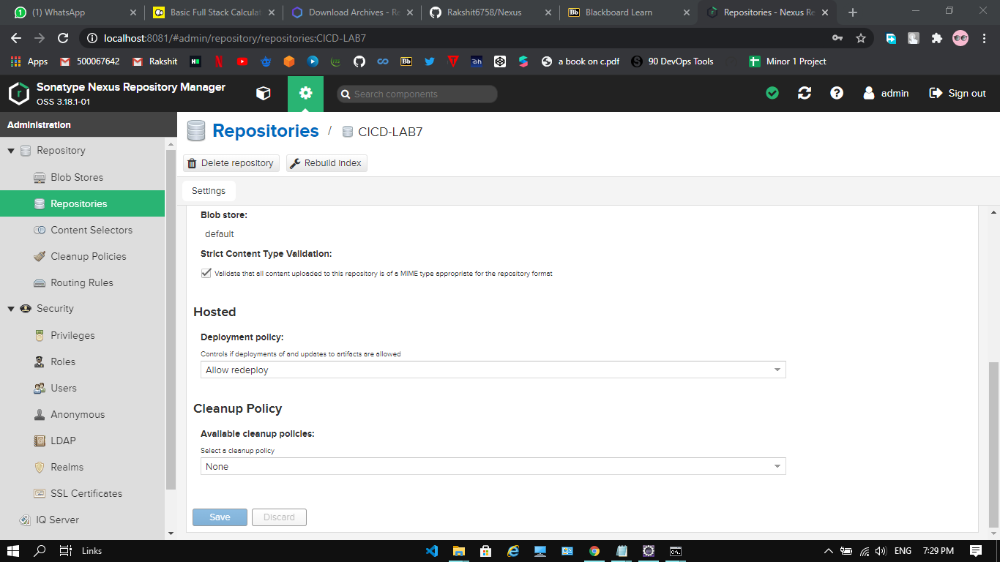 (1) WhatsApp
Basic Full Stack Calculat
Download Archives - Re
Rakshit6758/Nexus
Blackboard Learn
Repositories - Nexus Re
localhost:8081/#admin/repository/repositories:CICD-LAB7
Apps
500067642
Rakshit
Bb
a book on c.pdf
90 DevOps Tools
Minor 1 Project
Sonatype Nexus Repository Manager
OSS 3.18.1-01
Search components
admin
Sign out
Administration
Repository
Blob Stores
Repositories
Content Selectors
Cleanup Policies
Routing Rules
Security
Privileges
Roles
Users
Anonymous
LDAP
Realms
SSL Certificates
IQ Server
Repositories / CICD-LAB7
Delete repository
Rebuild index
Settings
Blob store:
default
Strict Content Type Validation:
Validate that all content uploaded to this repository is of a MIME type appropriate for the repository format
Hosted
Deployment policy:
Controls if deployments of and updates to artifacts are allowed
Allow redeploy
Cleanup Policy
Available cleanup policies:
Select a cleanup policy
None
Save
Discard
Links
ENG
7:29 PM